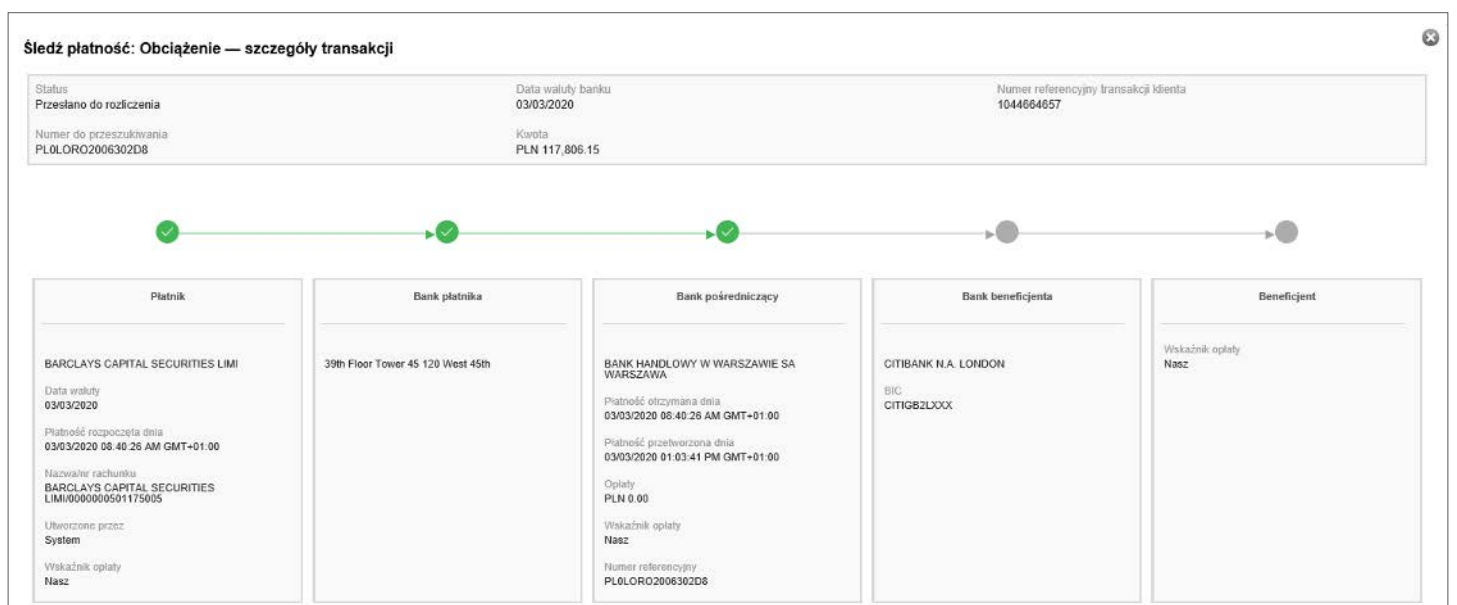 Śledź płatność: Obciążenie — szczegóły transakcji
Status
Przesłano do rozliczenia
Data waluty banku
03/03/2020
Numer referencyjny transakcji klienta
1044664657
Numer do przeszukiwania
PL0LORO2006302D8
Kwota
PLN 117,806.15
Płatnik
BARCLAYS CAPITAL SECURITIES LIMI
Data waluty
03/03/2020
Płatność rozpoczęta dnia
03/03/2020 08:40:26 AM GMT+01:00
Nazwa/nr rachunku
BARCLAYS CAPITAL SECURITIES
LIMI/0000000501175005
Utworzone przez
System
Wskaźnik opłaty
Nasz
Bank płatnika
39th Floor Tower 45 120 West 45th
Bank pośredniczący
BANK HANDLOWY W WARSZAWIE SA
WARSZAWA
Płatność otrzymana dnia
03/03/2020 08:40:26 AM GMT+01:00
Płatność przetworzona dnia
03/03/2020 01:03:41 PM GMT+01:00
Opłaty
PLN 0.00
Wskaźnik opłaty
Nasz
Numer referencyjny
PL0LORO2006302D8
Bank beneficjenta
CITIBANK N.A. LONDON
BIC
CITIGB2LXXX
Beneficjent
Wskaźnik opłaty
Nasz